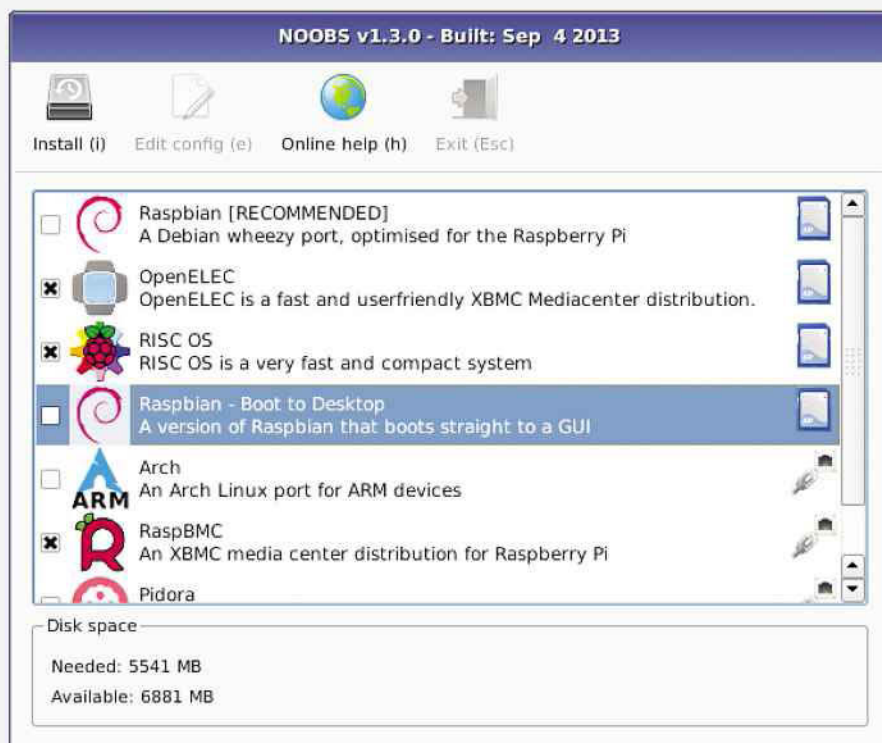 NOOBS v1.3.0 - Built: Sep 4 2013
Install (i) Edit config (e) Online help (h) Exit (Esc)
Raspbian [RECOMMENDED]
A Debian wheezy port, optimised for the Raspberry Pi
OpenELEC
OpenELEC is a fast and userfriendly XBMC Mediacenter distribution.
RISC OS
RISC OS is a very fast and compact system
Raspbian - Boot to Desktop
A version of Raspbian that boots straight to a GUI
Arch
An Arch Linux port for ARM devices
ARM
RaspBMC
An XBMC media center distribution for Raspberry Pi
Pidora
Disk space
Needed: 5541 MB
Available: 6881 MB